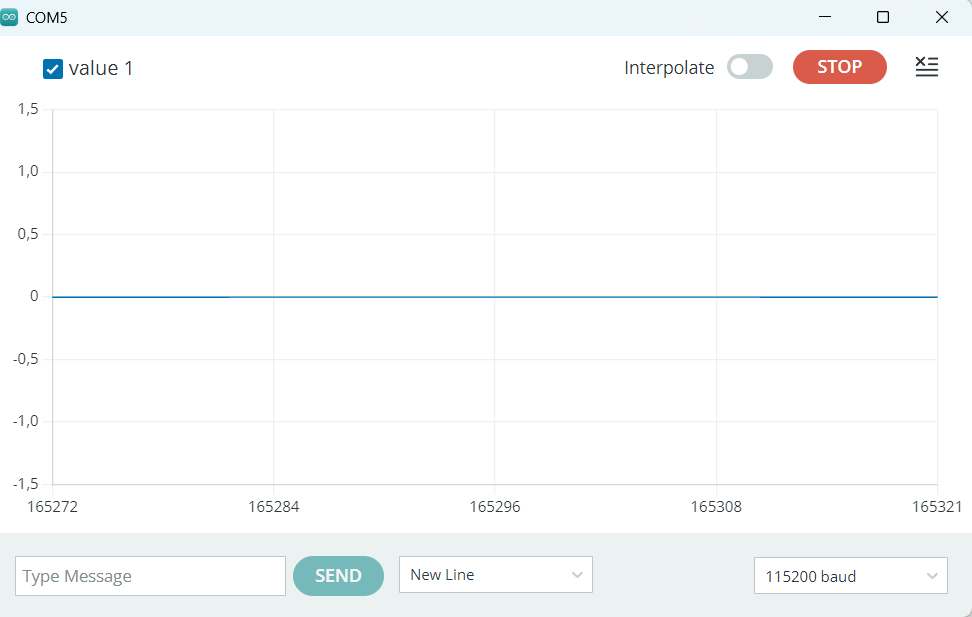 COM5
value 1
Interpolate
STOP
1,5
1,0
0,5
0
-0,5
-1,0
-1,5
165272 165284 165296 165308 165321
Type Message
SEND
New Line
115200 baud